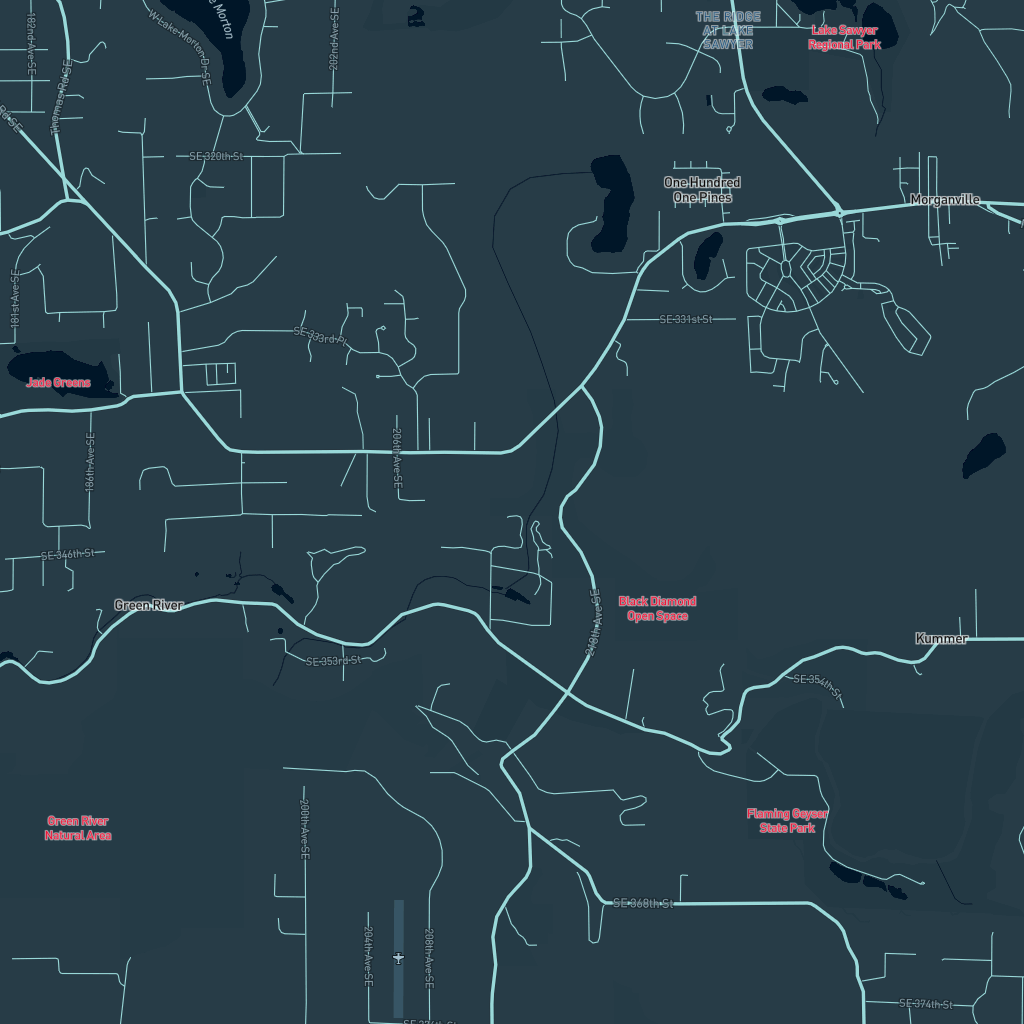 182nd Ave SE
Thomas Rd SE
Rd SE
W Lake Morton Dr SE
Morton
202nd Ave SE
THE RIDGE
AT LAKE
SAWYER
Lake Sawyer
Regional Park
SE 320th St
One Hundred
One Pines
Morganville
181st Ave SE
SE 333rd Pl
SE 331st St
Jade Greens
186th Ave SE
206th Ave SE
SE 346th St
Green River
218th Ave SE
Black Diamond
Open Space
Kummer
SE 353rd St
SE 354th St
Green River
Natural Area
200th Ave SE
Flaming Geyser
State Park
SE 368th St
204th Ave SE
208th Ave SE
SE 374th St